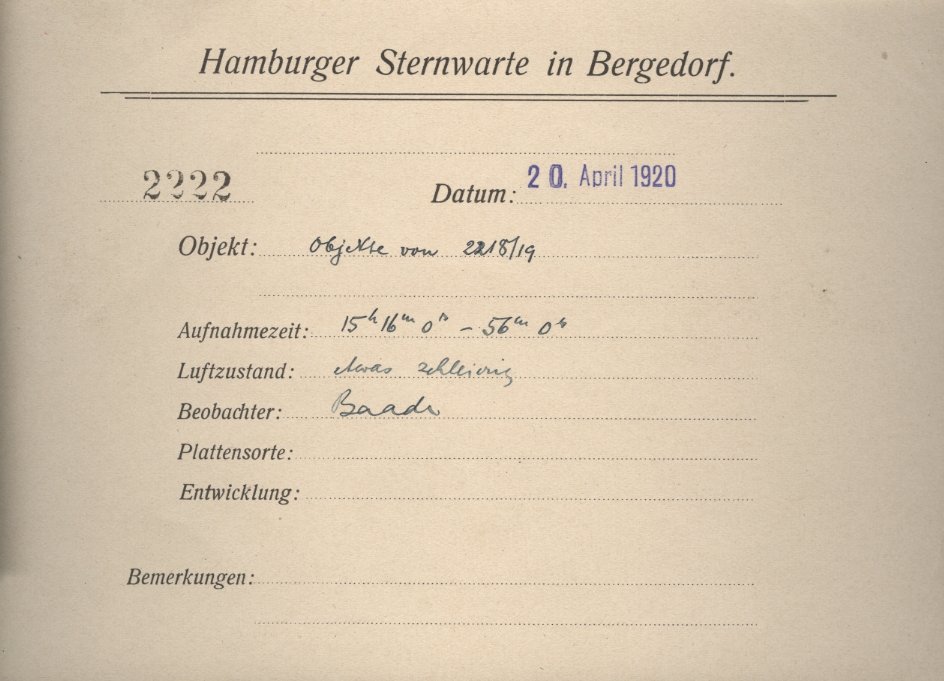 Hamburger Sternwarte in Bergedorf.
2222 Datum: 20. April 1920
Objekt: Objekte von 2218/19
Aufnahmezeit: 15h 16m 0s – 56m 0s
Luftzustand: etwas schleirig
Beobachter: Baade
Plattensorte:
Entwicklung:
Bemerkungen: